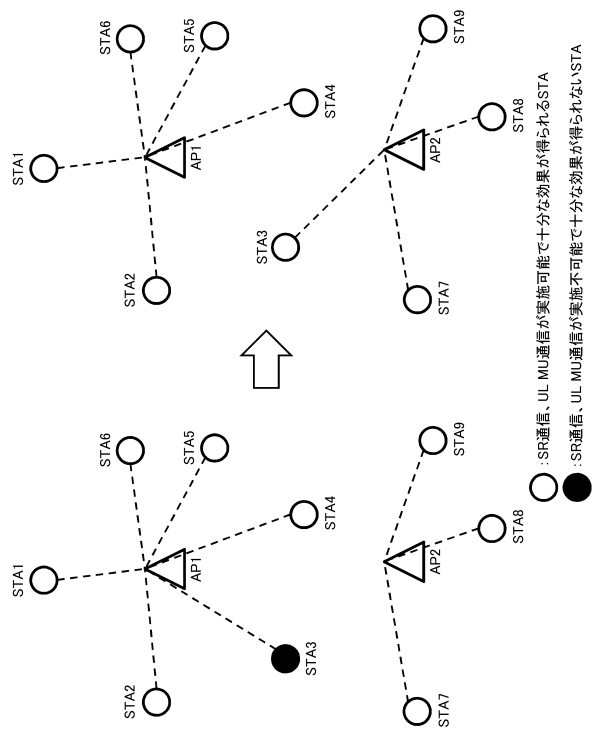 STA1
STA6
STA2
STA5
AP1
STA3
STA4
AP2
STA7
STA9
STA8
STA1
STA6
STA2
STA5
AP1
STA3
STA4
AP2
STA7
STA9
STA8
:SR通信、UL MU通信が実施可能で十分な効果が得られるSTA
:SR通信、UL MU通信が実施不可能で十分な効果が得られないSTA